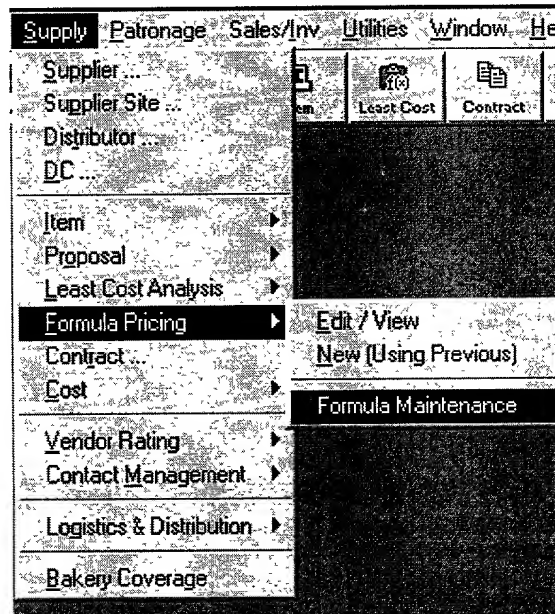 Supply Patronage Sales/Inv Utilities Window He
Supplier ...
Supplier Site ...
Distributor ...
DC ...
Least Cost
Contract
Item
Proposal
Least Cost Analysis
Formula Pricing
Edit / View
Contract ...
New (Using Previous)
Cost
Formula Maintenance
Vendor Rating
Contact Management
Logistics & Distribution
Bakery Coverage